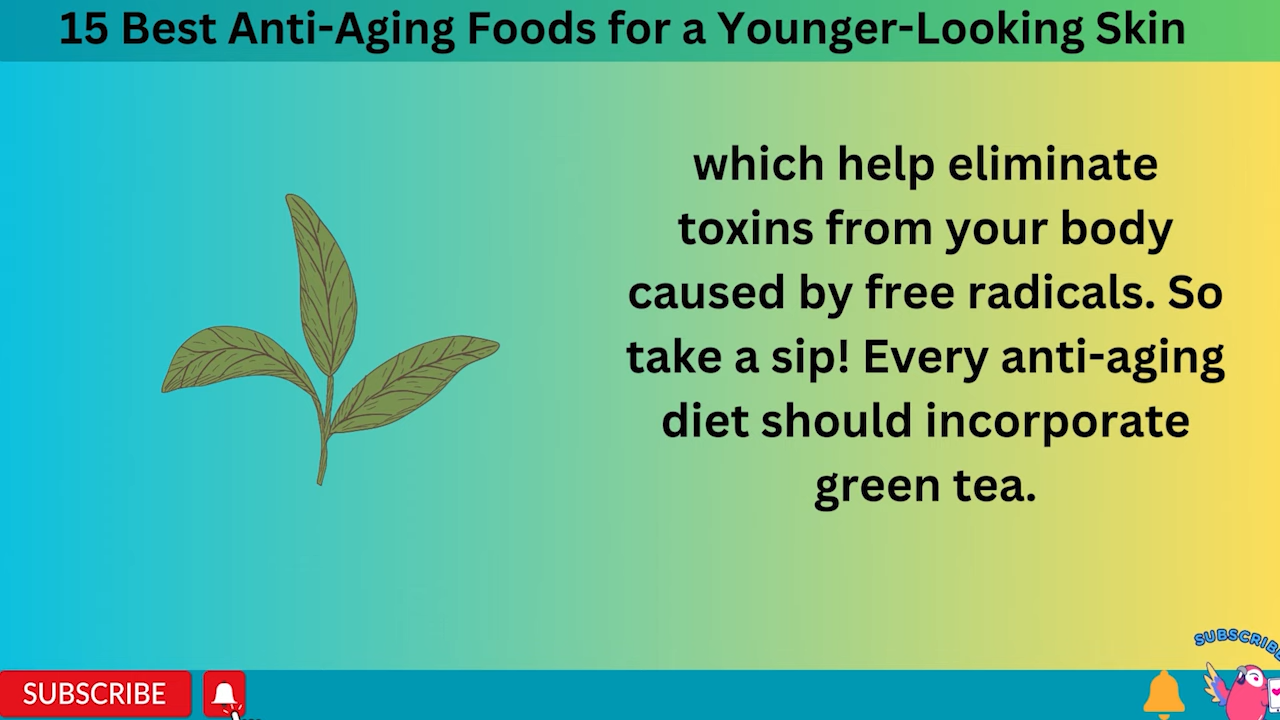 15 Best Anti-Aging Foods for a Younger-Looking Skin
which help eliminate
toxins from your body
caused by free radicals. So
take a sip! Every anti-aging
diet should incorporate
green tea.
SUBSCRIBE
SUBSCRIBE